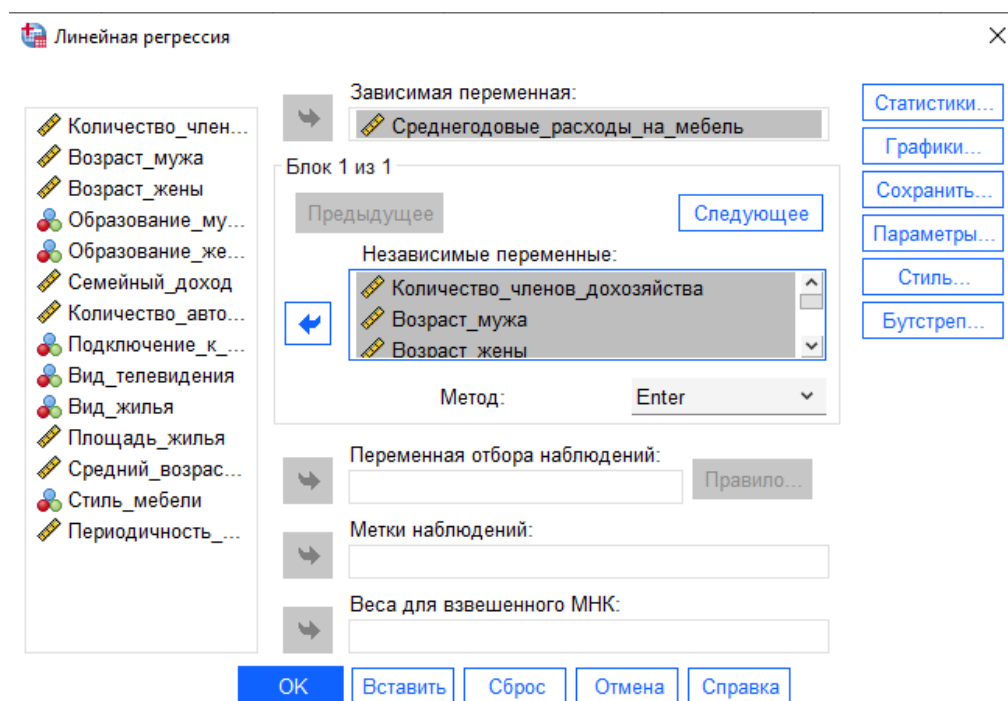 Линейная регрессия
Количество_член...
Возраст_мужа
Возраст_жены
Образование_му...
Образование_же...
Семейный_доход
Количество_авто...
Подключение_к_...
Вид_телевидения
Вид_жилья
Площадь_жилья
Средний_возрас...
Стиль_мебели
Периодичность_...
Зависимая переменная:
Среднегодовые_расходы_на_мебель
Блок 1 из 1
Предыдущее
Следующее
Независимые переменные:
Количество_членов_дохозяйства
Возраст_мужа
Возраст_жены
Метод:
Enter
Переменная отбора наблюдений:
Правило...
Метки наблюдений:
Веса для взвешенного МНК:
Статистики...
Графики...
Сохранить...
Параметры...
Стиль...
Бутстреп...
OK
Вставить
Сброс
Отмена
Справка